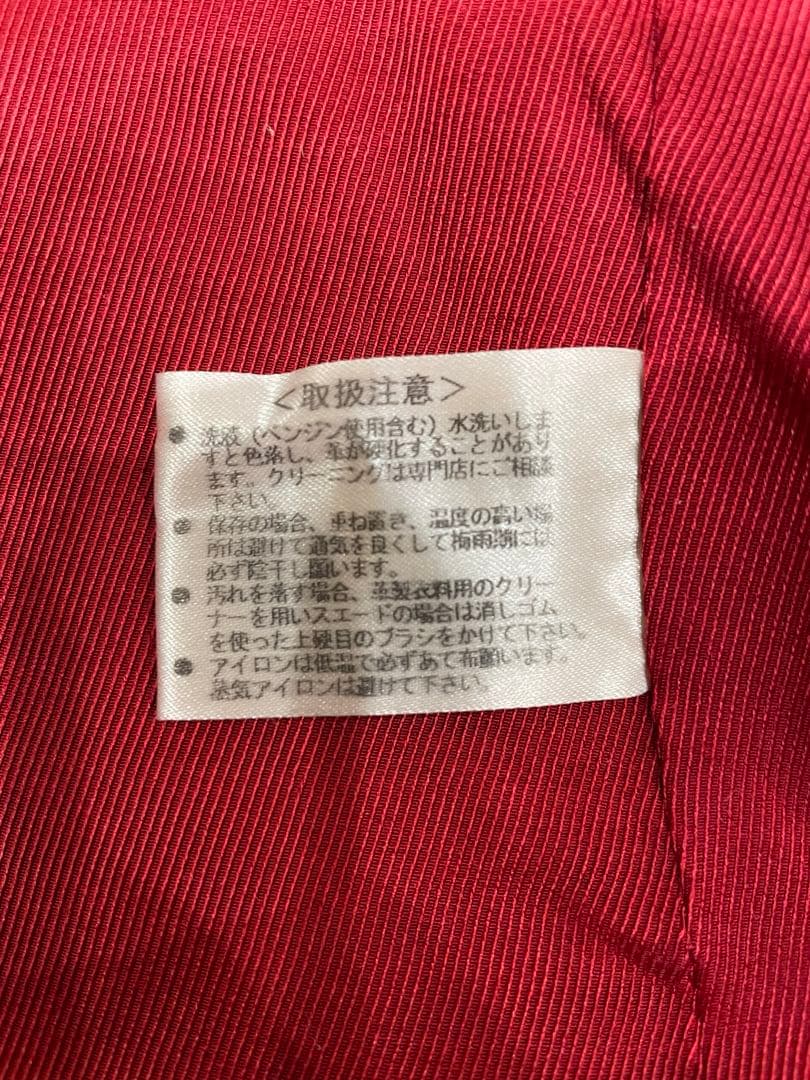 <取扱注意>
● 洗液(ベンジン使用含む)水洗いしま
すと色落し、革が硬化することがあり
ます。クリーニングは専門店にご相談
下さい。
● 保存の場合、重ね置き、温度の高い場
所は避けて通気を良くして梅雨期には
必ず陰干し願います。
● 汚れを落す場合、革製衣料用のクリー
ナーを用いスエードの場合は消しゴム
を使った上硬目のブラシをかけて下さい。
● アイロンは低温で必ずあて布願います。
蒸気アイロンは避けて下さい。